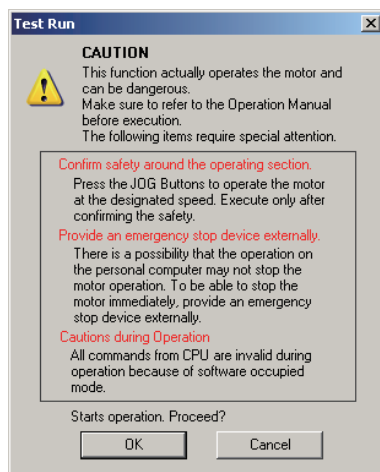 Test Run
CAUTION
This function actually operates the motor and
can be dangerous.
Make sure to refer to the Operation Manual
before execution.
The following items require special attention.
Confirm safety around the operating section.
Press the JOG Buttons to operate the motor
at the designated speed. Execute only after
confirming the safety.
Provide an emergency stop device externally.
There is a possibility that the operation on
the personal computer may not stop the
motor operation. To be able to stop the
motor immediately, provide an emergency
stop device externally.
Cautions during Operation
All commands from CPU are invalid during
operation because of software occupied
mode.
Starts operation. Proceed?
OK
Cancel